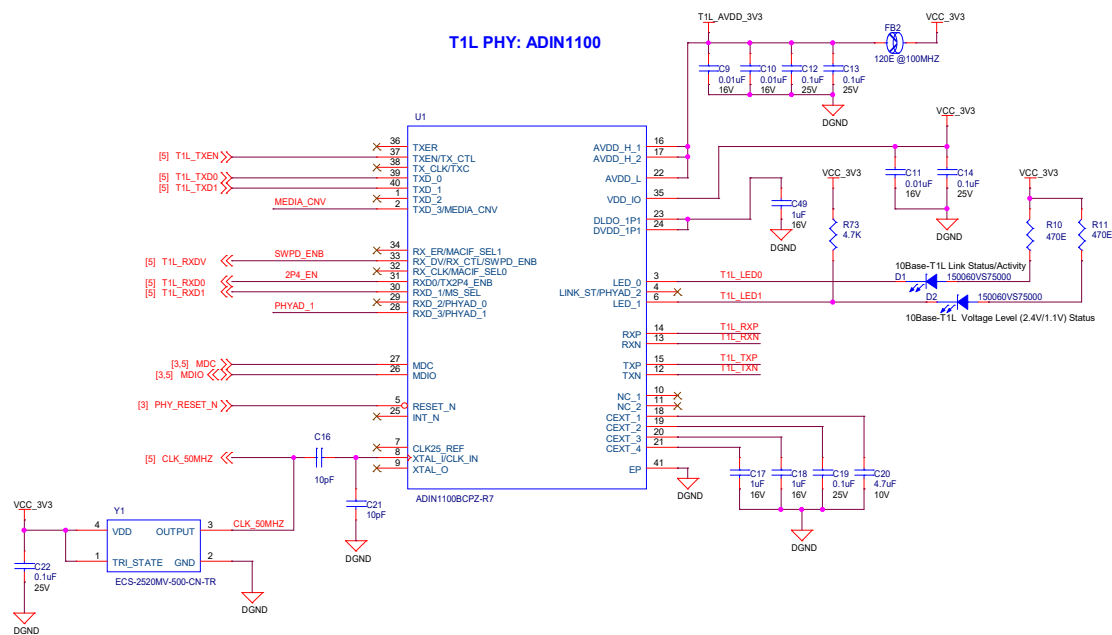 T1L PHY: ADIN1100
T1L_AVDD_3V3
FB2
VCC_3V3
120E @100MHZ
C9
0.01uF
16V
C10
0.01uF
16V
C12
0.1uF
25V
C13
0.1uF
25V
DGND
U1
36 TXER
[5] T1L_TXEN 37 TXEN/TX_CTL
38 TX_CLK/TXC
[5] T1L_TXD0 39 TXD_0
[5] T1L_TXD1 40 TXD_1
1 TXD_2
MEDIA_CNV 2 TXD_3/MEDIA_CNV
34 RX_ER/MACIF_SEL1
[5] T1L_RXDV SWPD_ENB 33 RX_DV/RX_CTL/SWPD_ENB
32 RX_CLK/MACIF_SEL0
[5] T1L_RXD0 2P4_EN 31 RXD0/TX2P4_ENB
[5] T1L_RXD1 30 RXD_1/MS_SEL
29 RXD_2/PHYAD_0
PHYAD_1 28 RXD_3/PHYAD_1
[3,5] MDC 27 MDC
[3,5] MDIO 26 MDIO
[3] PHY_RESET_N 5 RESET_N
25 INT_N
7 CLK25_REF
[5] CLK_50MHZ 8 XTAL_I/CLK_IN
9 XTAL_O
C16
10pF
C21
10pF
DGND
AVDD_H_1 16
AVDD_H_2 17
AVDD_L 22
VDD_IO 35
DLDO_1P1 23
DVDD_1P1 24
LED_0 3 T1L_LED0
LINK_ST/PHYAD_2 4
LED_1 6 T1L_LED1
RXP 14 T1L_RXP
RXN 13 T1L_RXN
TXP 15 T1L_TXP
TXN 12 T1L_TXN
NC_1 10
NC_2 11
CEXT_1 18
CEXT_2 19
CEXT_3 20
CEXT_4 21
EP 41
ADIN1100BCPZ-R7
DGND
VCC_3V3
C11
0.01uF
16V
C14
0.1uF
25V
DGND
C49
1uF
16V
DGND
VCC_3V3
R73
4.7K
VCC_3V3
R10
470E
R11
470E
10Base-T1L Link Status/Activity
D1
150060VS75000
D2
150060VS75000
10Base-T1L Voltage Level (2.4V/1.1V) Status
C17
1uF
16V
C18
1uF
16V
C19
0.1uF
25V
C20
4.7uF
10V
DGND
VCC_3V3
Y1
4 VDD OUTPUT 3 CLK_50MHZ
1 TRI_STATE GND 2
ECS-2520MV-500-CN-TR
C22
0.1uF
25V
DGND
DGND